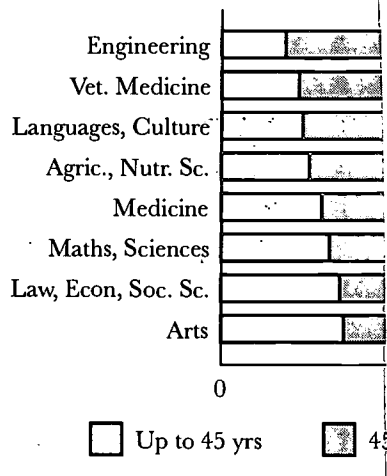 Engineering
Vet. Medicine
Languages, Culture
Agric., Nutr. Sc.
Medicine
Maths, Sciences
Law, Econ, Soc. Sc.
Arts
0
Up to 45 yrs 45